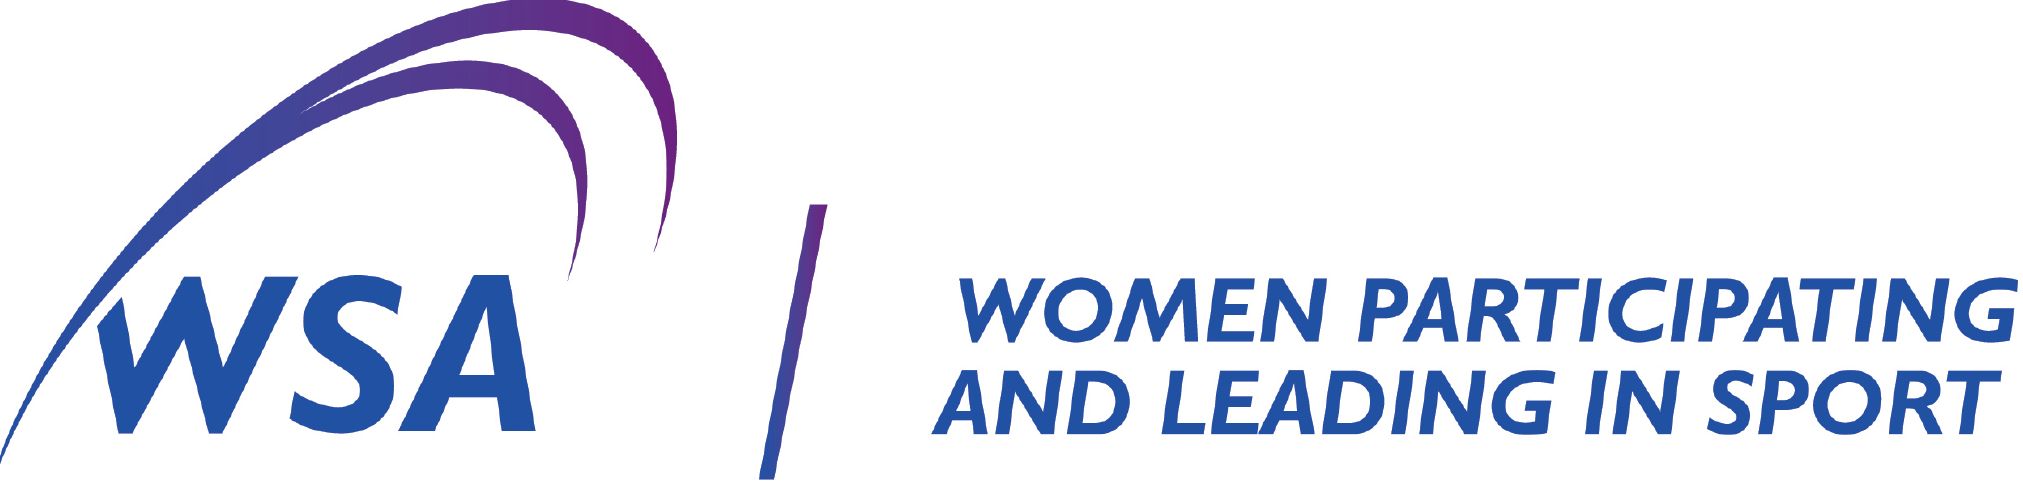 WSA
WOMEN PARTICIPATING
AND LEADING IN SPORT